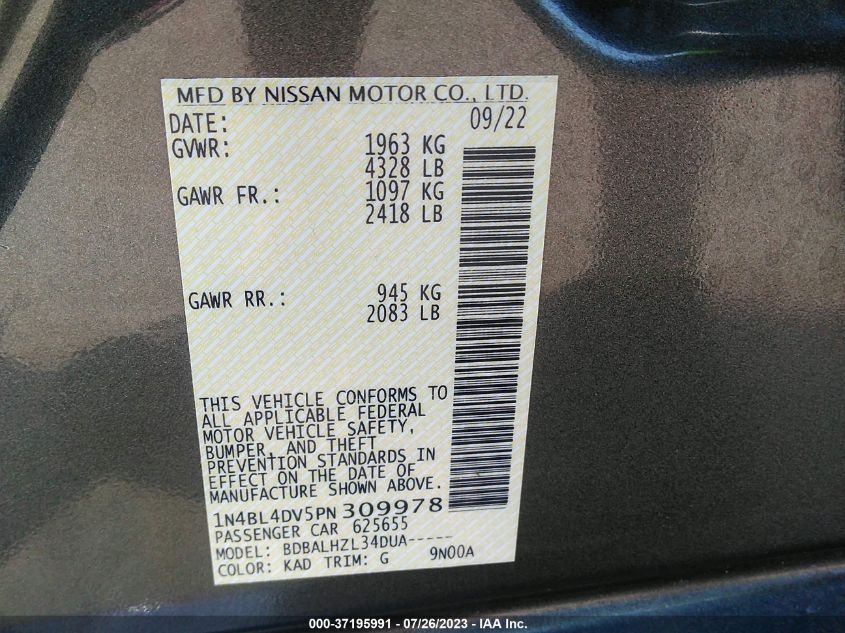 MFD BY NISSAN MOTOR CO., LTD.
DATE: 09/22
GVWR: 1963 KG
4328 LB
GAWR FR.: 1097 KG
2418 LB
GAWR RR.: 945 KG
2083 LB
THIS VEHICLE CONFORMS TO
ALL APPLICABLE FEDERAL
MOTOR VEHICLE SAFETY,
BUMPER, AND THEFT
PREVENTION STANDARDS IN
EFFECT ON THE DATE OF
MANUFACTURE SHOWN ABOVE.
1N4BL4DV5PN 309978
PASSENGER CAR 625655
MODEL: BDBALHZL34DUA-----
COLOR: KAD TRIM: G 9N00A
000-37195991 - 07/26/2023 - IAA Inc.